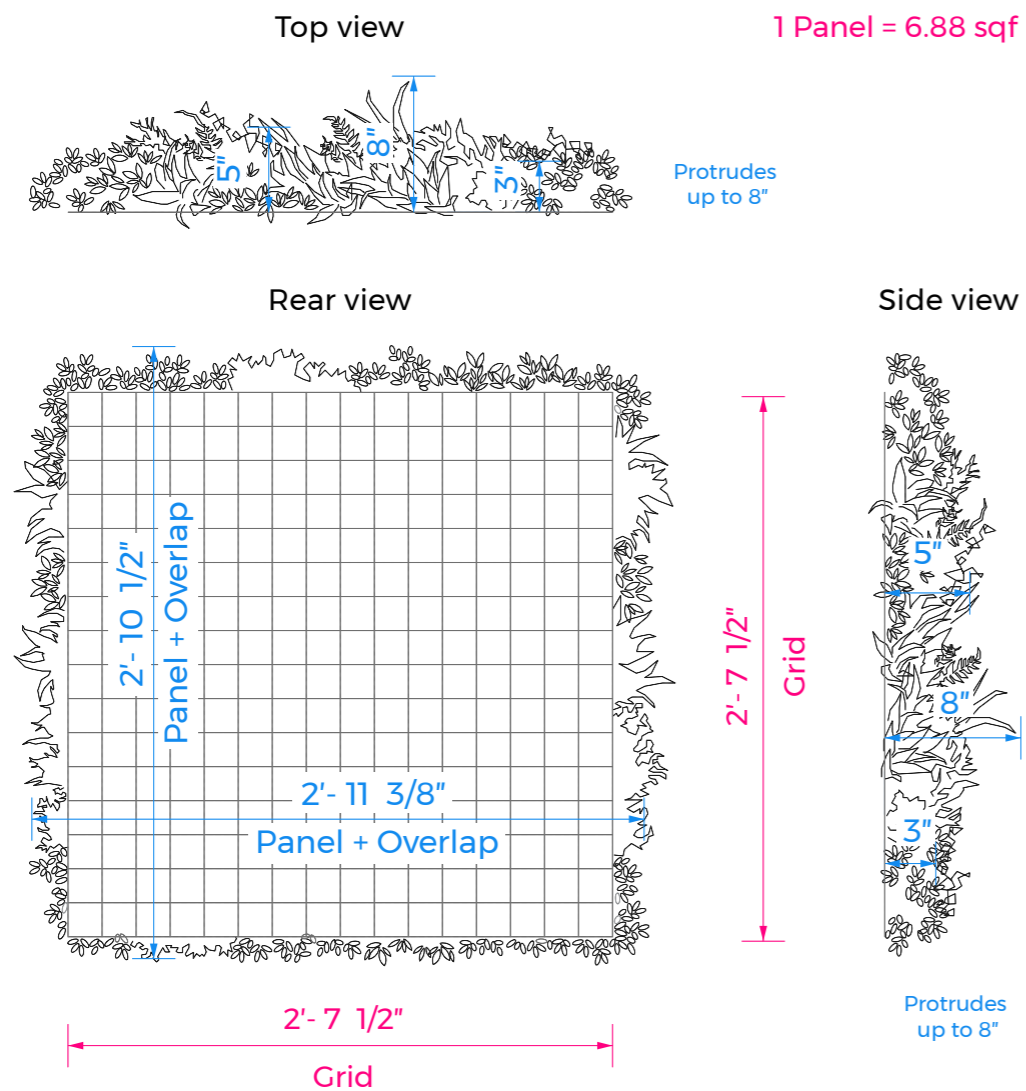 Top view
1 Panel = 6.88 sqf
5"
8"
3"
Protrudes
up to 8"
Rear view
Side view
2'- 10 1/2"
Panel + Overlap
2'- 11 3/8"
Panel + Overlap
2'- 7 1/2"
Grid
5"
8"
3"
2'- 7 1/2"
Grid
Protrudes
up to 8"